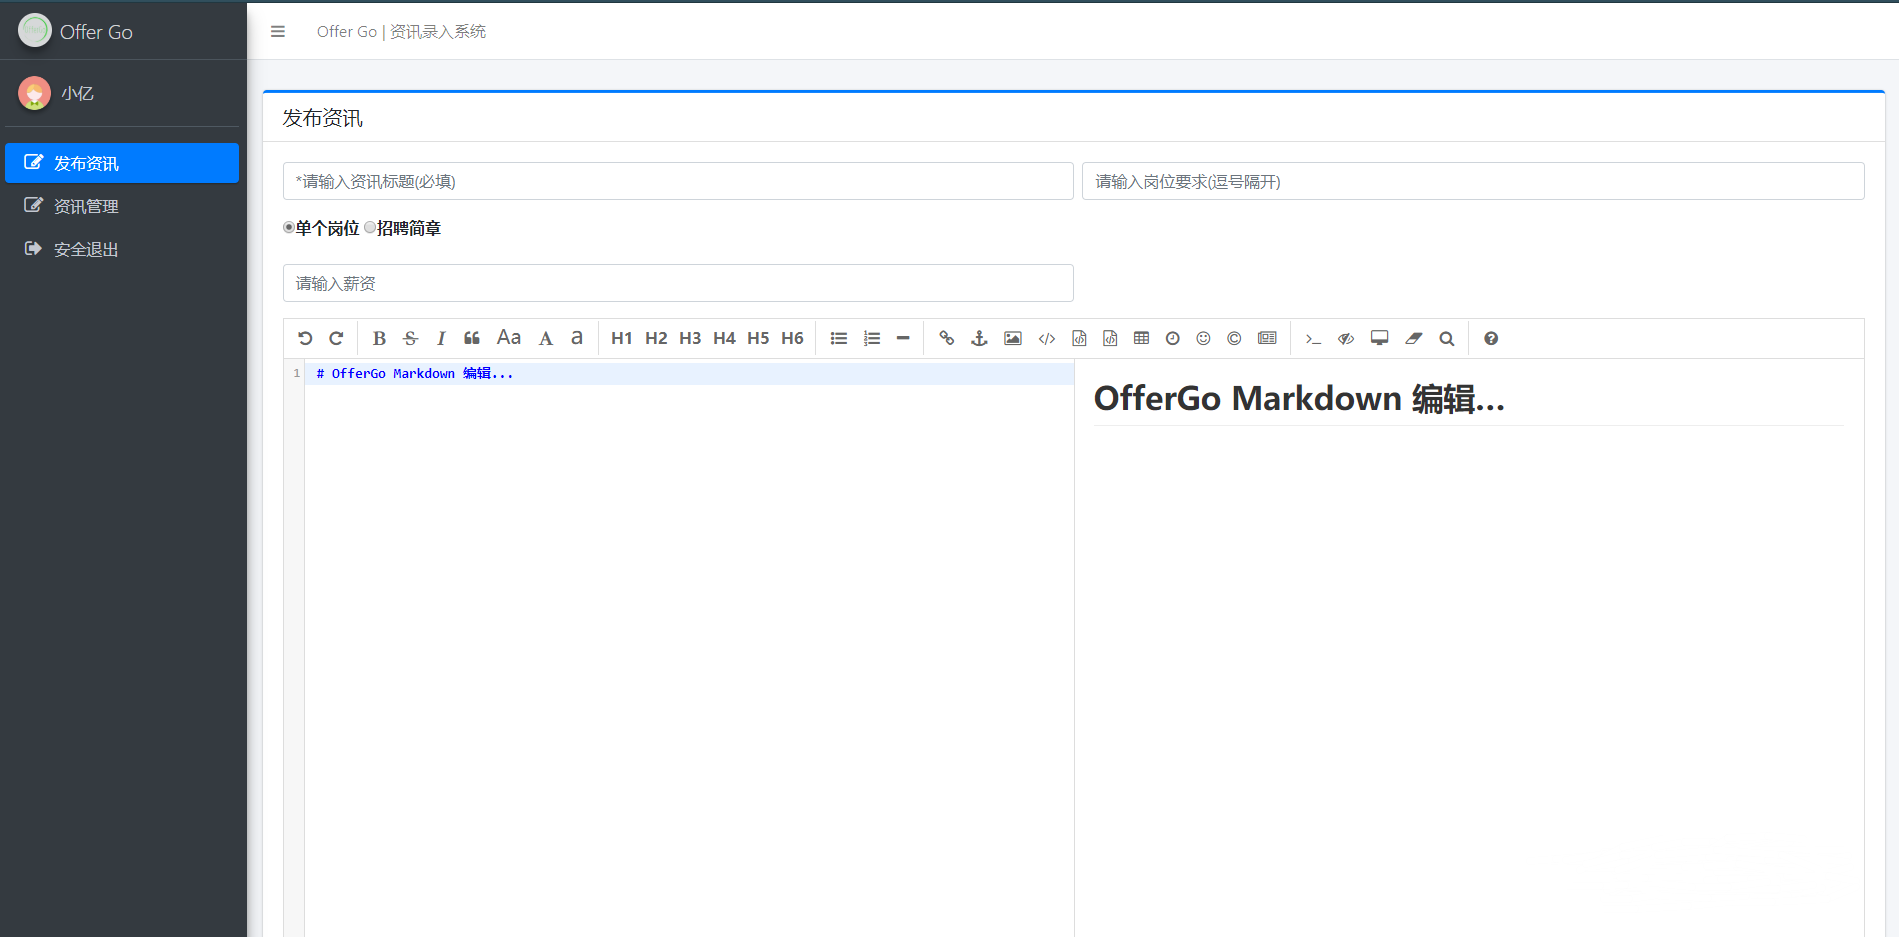 Offer Go
小亿
发布资讯
资讯管理
安全退出
Offer Go | 资讯录入系统
发布资讯
*请输入资讯标题(必填)
请输入岗位要求(逗号隔开)
单个岗位 招聘简章
请输入薪资
B S I Aa A a H1 H2 H3 H4 H5 H6
1 # OfferGo Markdown 编辑...
OfferGo Markdown 编辑...